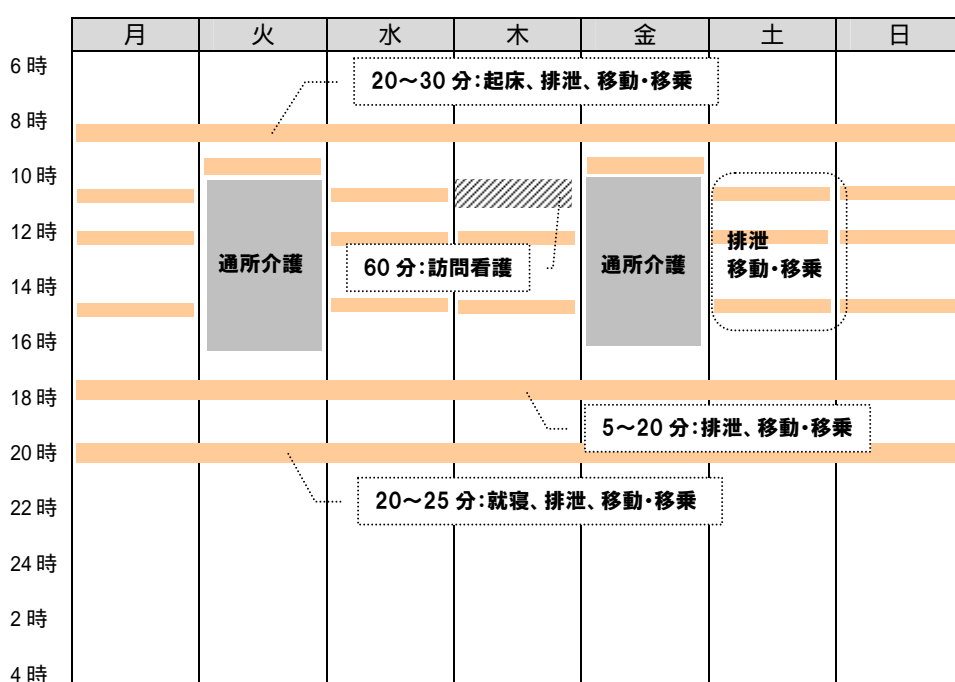 月 火 水 木 金 土 日
6時
20～30分:起床、排泄、移動・移乗
8時
10時
12時
通所介護
60分:訪問看護
通所介護
排泄
移動・移乗
14時
16時
18時
5～20分:排泄、移動・移乗
20時
20～25分:就寝、排泄、移動・移乗
22時
24時
2時
4時